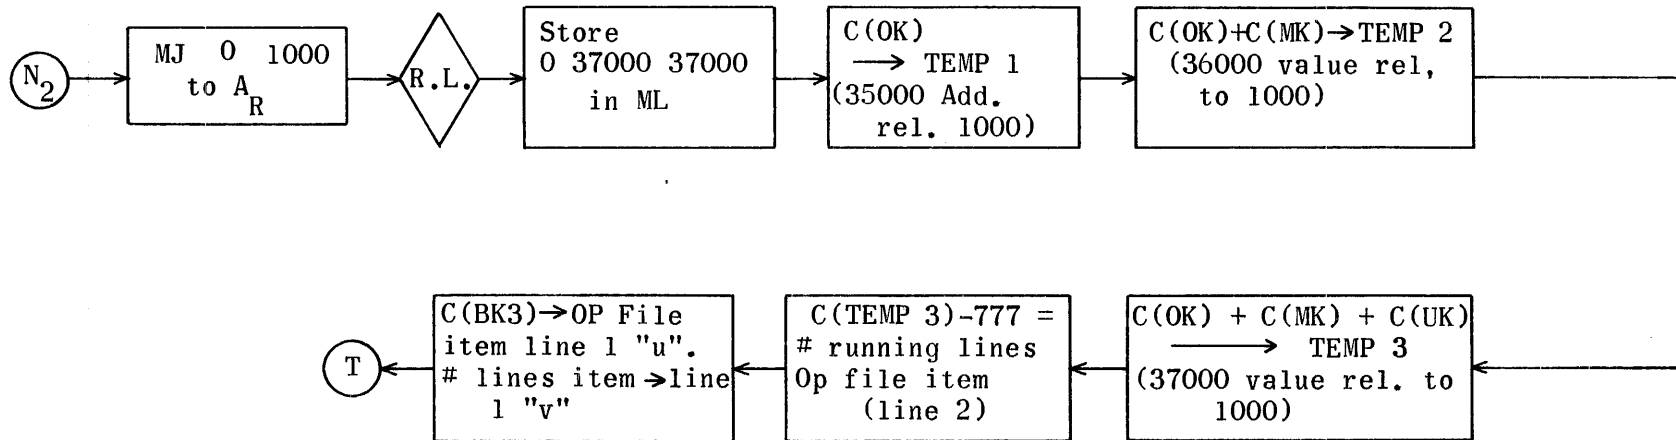 N2
MJ 0 1000
to AR
R.L.
Store
0 37000 37000
in ML
C(OK)
→ TEMP 1
(35000 Add.
rel. 1000)
C(OK)+C(MK)→TEMP 2
(36000 value rel,
to 1000)
C(OK) + C(MK) + C(UK)
→ TEMP 3
(37000 value rel. to
1000)
C(TEMP 3)-777 =
# running lines
Op file item
(line 2)
C(BK3)→OP File
item line 1 "u".
# lines item→line
1 "v"
T